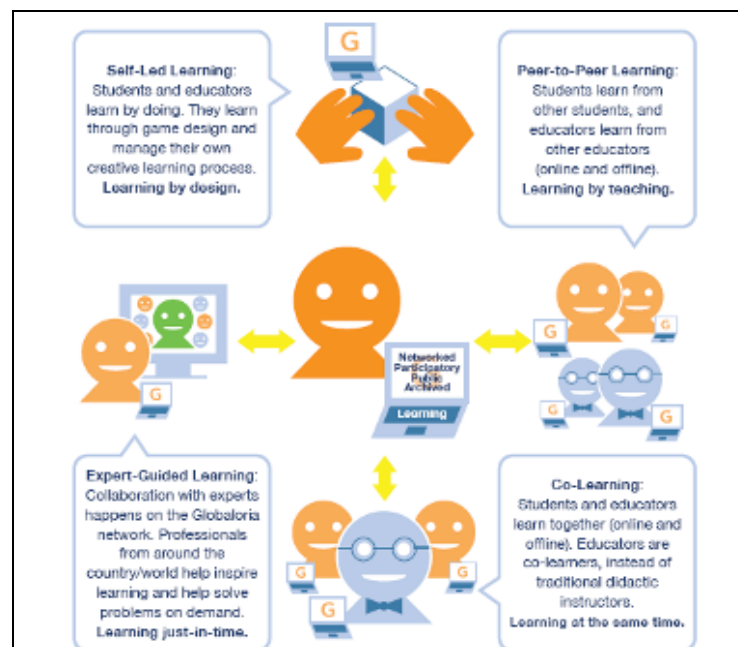 G
Self-Led Learning:
Students and educators
learn by doing. They learn
through game design and
manage their own
creative learning process.
Learning by design.
Peer-to-Peer Learning:
Students learn from
other students, and
educators learn from
other educators
(online and offline).
Learning by teaching.
G
G
G
Networked
Participatory
Public
Archived
Learning
G
G
Expert-Guided Learning:
Collaboration with experts
happens on the Globaloria
network. Professionals
from around the
country/world help inspire
learning and help solve
problems on demand.
Learning just-in-time.
G
G
G
Co-Learning:
Students and educators
learn together (online and
offline). Educators are
co-learners, instead of
traditional didactic
instructors.
Learning at the same time.